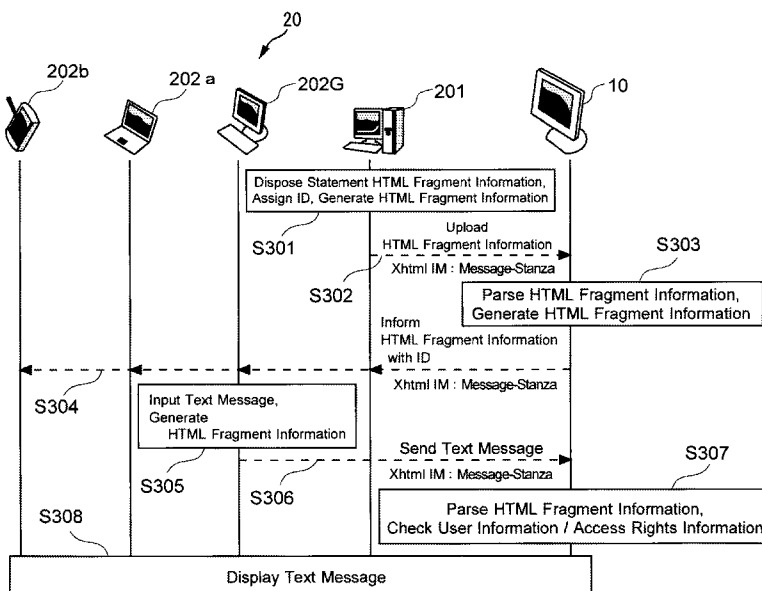 20
202b
202a
202G
201
10
Dispose Statement HTML Fragment Information,
Assign ID, Generate HTML Fragment Information
S301
Upload
HTML Fragment Information
S302
Xhtml IM : Message-Stanza
S303
Parse HTML Fragment Information,
Generate HTML Fragment Information
Inform
HTML Fragment Information
with ID
S304
Xhtml IM : Message-Stanza
Input Text Message,
Generate
HTML Fragment Information
S305
Send Text Message
S306
Xhtml IM : Message-Stanza
S307
Parse HTML Fragment Information,
Check User Information / Access Rights Information
S308
Display Text Message